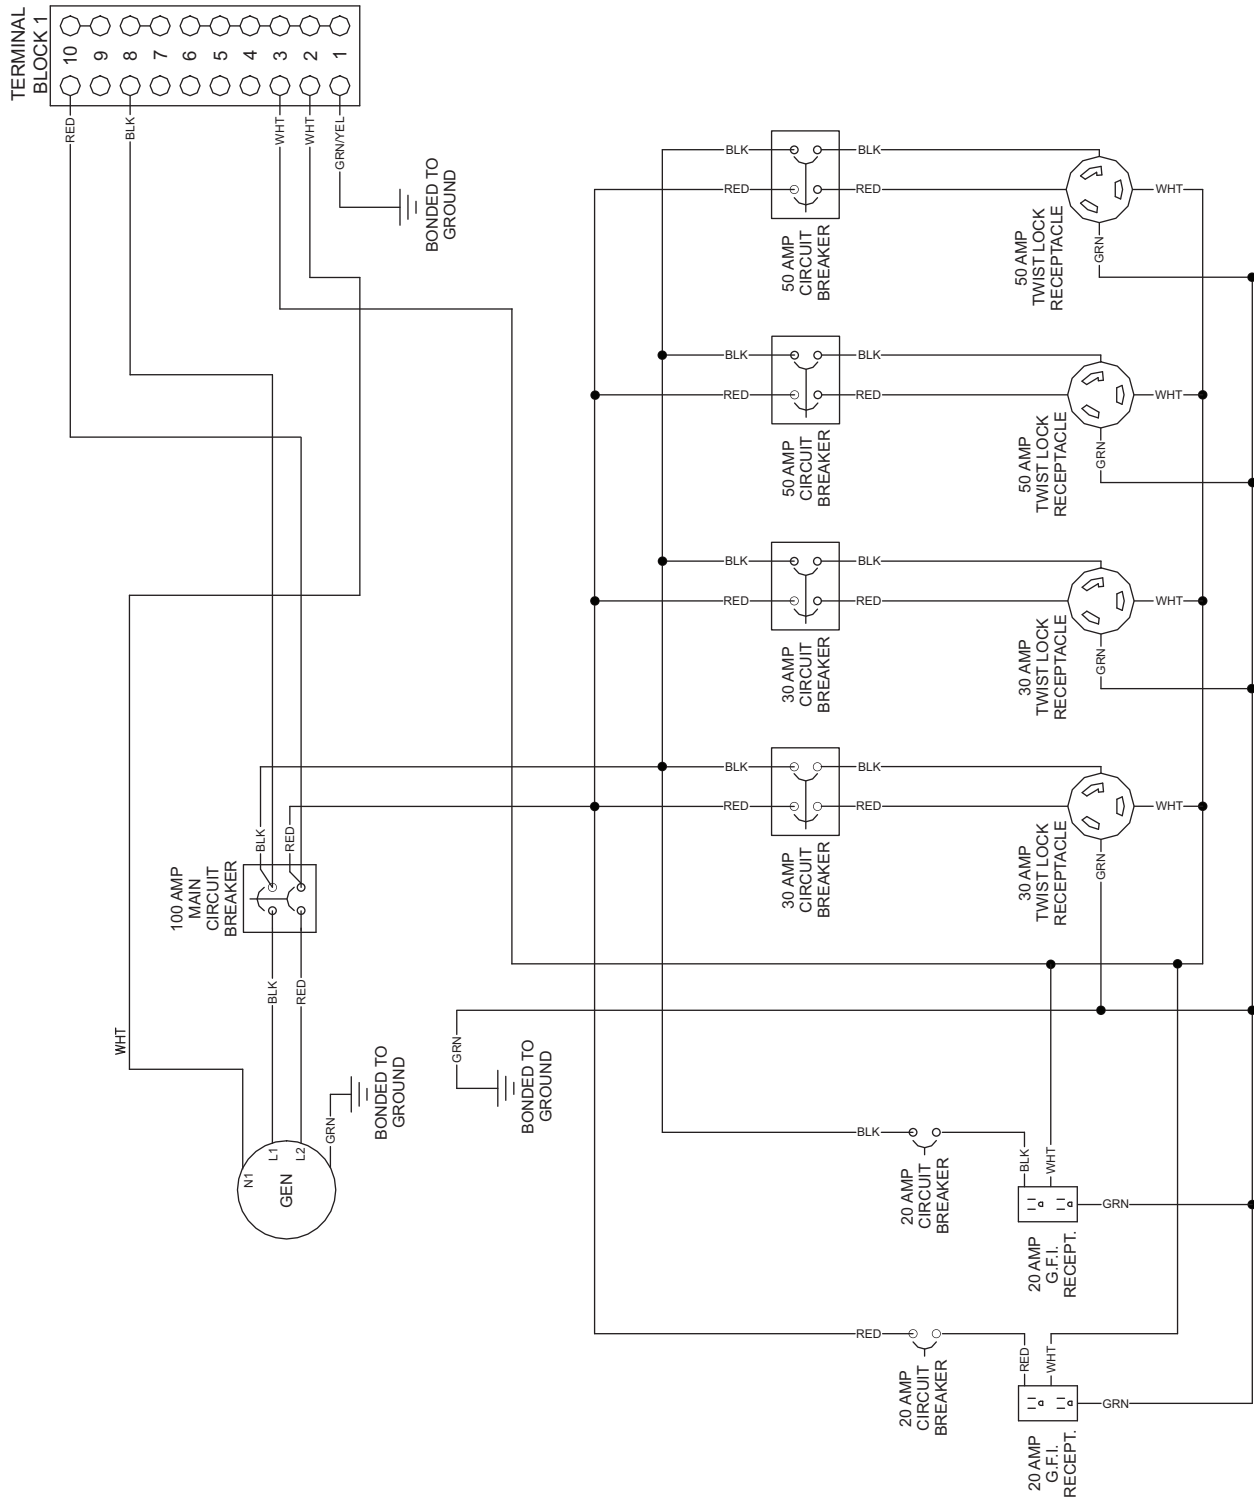 TERMINAL
BLOCK 1
10
9
8
7
6
5
4
3
2
1
RED
BLK
WHT
WHT
GRN/YEL
BONDED TO
GROUND
BLK
BLK
RED
RED
WHT
GRN
50 AMP
CIRCUIT
BREAKER
50 AMP
TWIST LOCK
RECEPTACLE
BLK
BLK
RED
RED
WHT
GRN
50 AMP
CIRCUIT
BREAKER
50 AMP
TWIST LOCK
RECEPTACLE
BLK
BLK
RED
RED
WHT
GRN
30 AMP
CIRCUIT
BREAKER
30 AMP
TWIST LOCK
RECEPTACLE
BLK
BLK
RED
RED
WHT
GRN
30 AMP
CIRCUIT
BREAKER
30 AMP
TWIST LOCK
RECEPTACLE
BLK
RED
100 AMP
MAIN
CIRCUIT
BREAKER
BLK
RED
WHT
N1
L1
L2
GEN
GRN
BONDED TO
GROUND
GRN
BONDED TO
GROUND
BLK
20 AMP
CIRCUIT
BREAKER
BLK
WHT
GRN
20 AMP
G.F.I.
RECEPT.
RED
20 AMP
CIRCUIT
BREAKER
RED
WHT
GRN
20 AMP
G.F.I.
RECEPT.